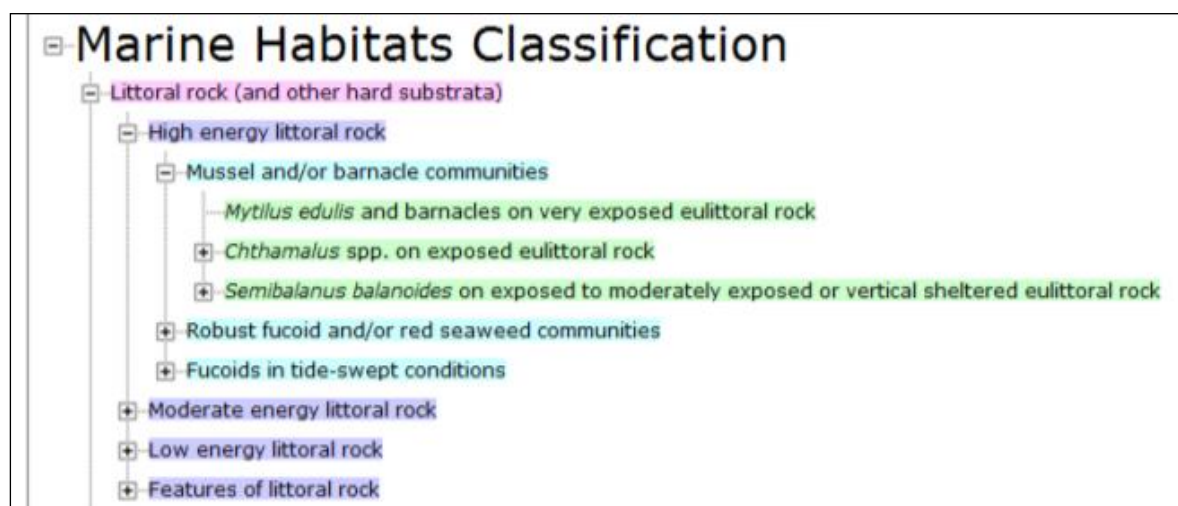 Marine Habitats Classification
Littoral rock (and other hard substrata)
High energy littoral rock
Mussel and/or barnacle communities
Mytilus edulis and barnacles on very exposed eulittoral rock
Chthamalus spp. on exposed eulittoral rock
Semibalanus balanoides on exposed to moderately exposed or vertical sheltered eulittoral rock
Robust fucoid and/or red seaweed communities
Fucoids in tide-swept conditions
Moderate energy littoral rock
Low energy littoral rock
Features of littoral rock